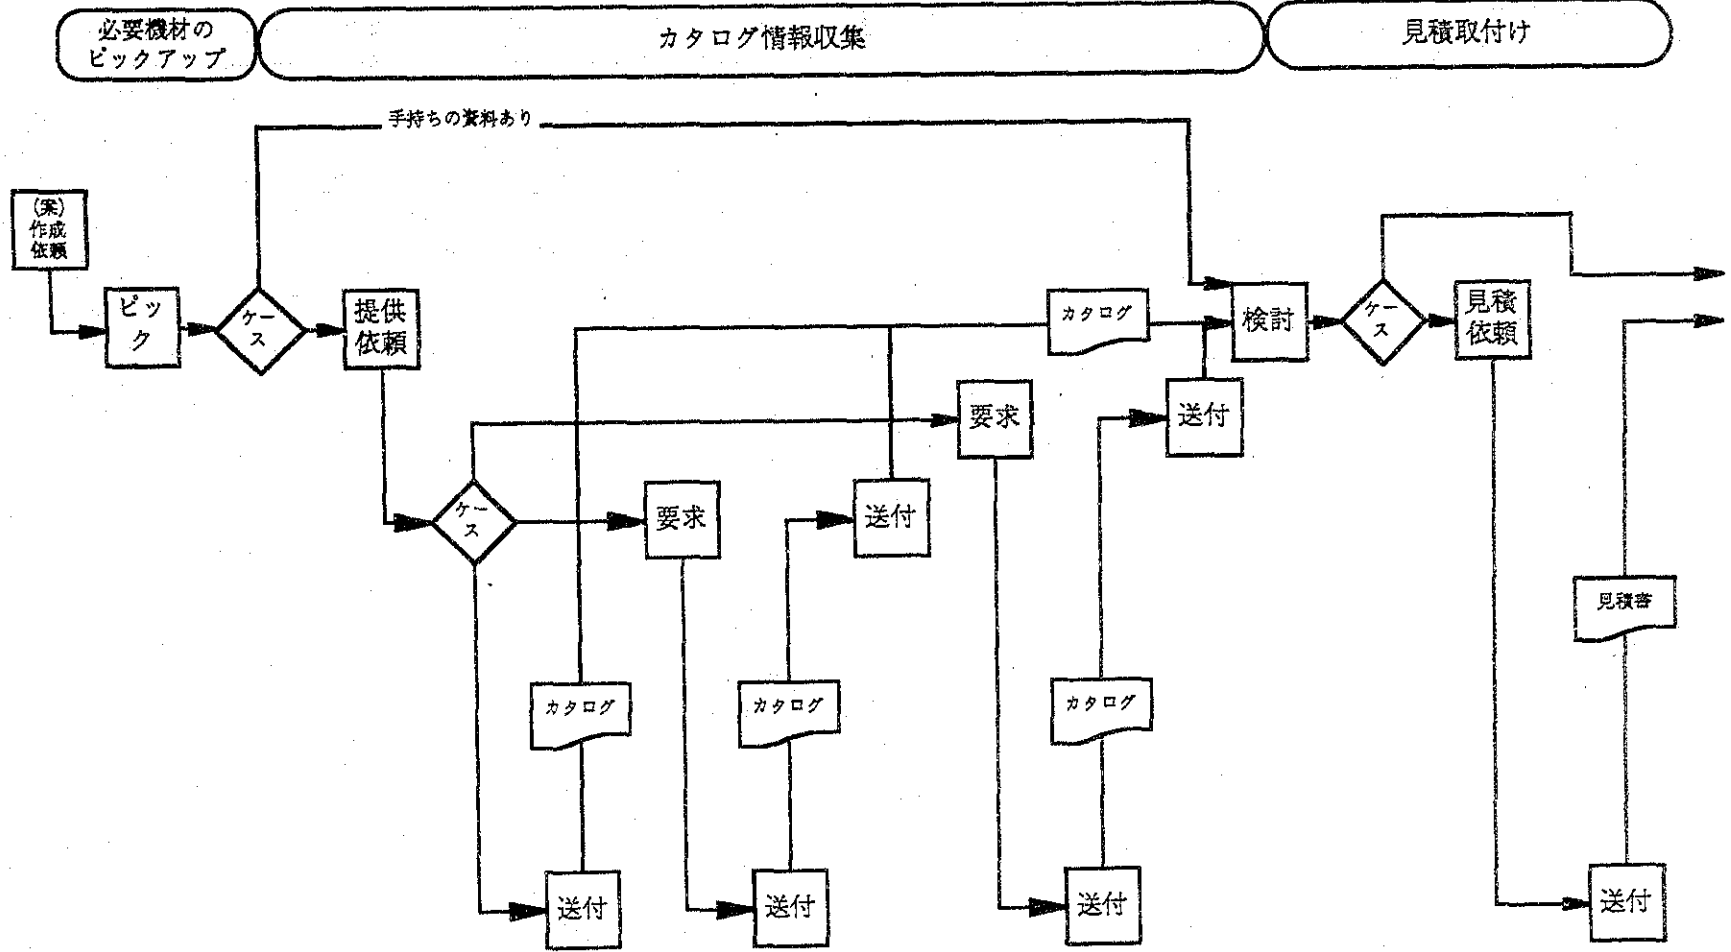 必要機材の
ピックアップ
カタログ情報収集
見積取付け
手持ちの資料あり
(案)
作成
依頼
ピッ
ク
ケー
ス
提供
依頼
カタログ
検討
ケー
ス
見積
依頼
要求
送付
ケー
ス
要求
送付
見積書
カタログ
カタログ
カタログ
送付
送付
送付
送付